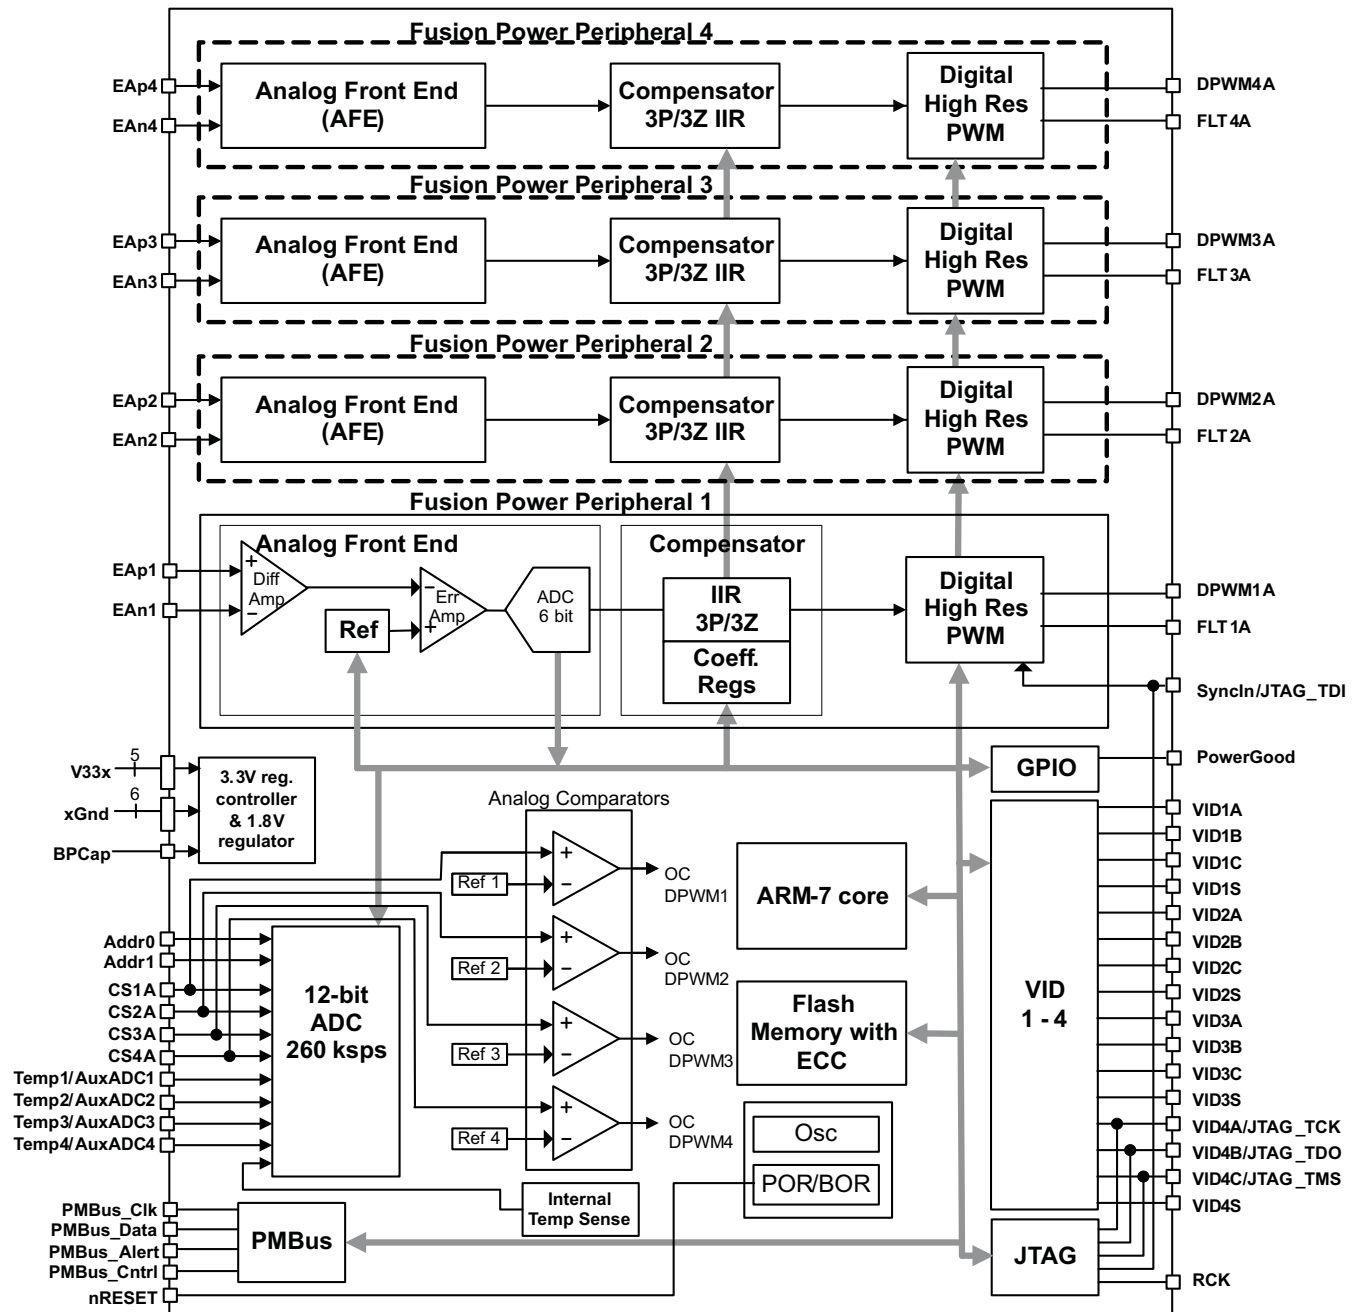 Fusion Power Peripheral 4
EAp4
EAn4
Analog Front End
(AFE)
Compensator
3P/3Z IIR
Digital
High Res
PWM
DPWM4A
FLT4A
Fusion Power Peripheral 3
EAp3
EAn3
Analog Front End
(AFE)
Compensator
3P/3Z IIR
Digital
High Res
PWM
DPWM3A
FLT3A
Fusion Power Peripheral 2
EAp2
EAn2
Analog Front End
(AFE)
Compensator
3P/3Z IIR
Digital
High Res
PWM
DPWM2A
FLT2A
Fusion Power Peripheral 1
Analog Front End
Compensator
EAp1
EAn1
+
Diff
Amp
−
Ref
−
Err
Amp
+
ADC
6 bit
IIR
3P/3Z
Coeff.
Regs
Digital
High Res
PWM
DPWM1A
FLT1A
SyncIn/JTAG_TDI
V33x
5
xGnd
6
BPCap
3.3V reg.
controller
& 1.8V
regulator
GPIO
PowerGood
Analog Comparators
Ref 1
+
−
OC
DPWM1
Ref 2
+
−
OC
DPWM2
Ref 3
+
−
OC
DPWM3
Ref 4
+
−
OC
DPWM4
Addr0
Addr1
CS1A
CS2A
CS3A
CS4A
Temp1/AuxADC1
Temp2/AuxADC2
Temp3/AuxADC3
Temp4/AuxADC4
12-bit
ADC
260 ksps
Internal
Temp Sense
ARM-7 core
Flash
Memory with
ECC
Osc
POR/BOR
VID
1 - 4
VID1A
VID1B
VID1C
VID1S
VID2A
VID2B
VID2C
VID2S
VID3A
VID3B
VID3C
VID3S
VID4A/JTAG_TCK
VID4B/JTAG_TDO
VID4C/JTAG_TMS
VID4S
PMBus_Clk
PMBus_Data
PMBus_Alert
PMBus_Cntrl
nRESET
PMBus
JTAG
RCK